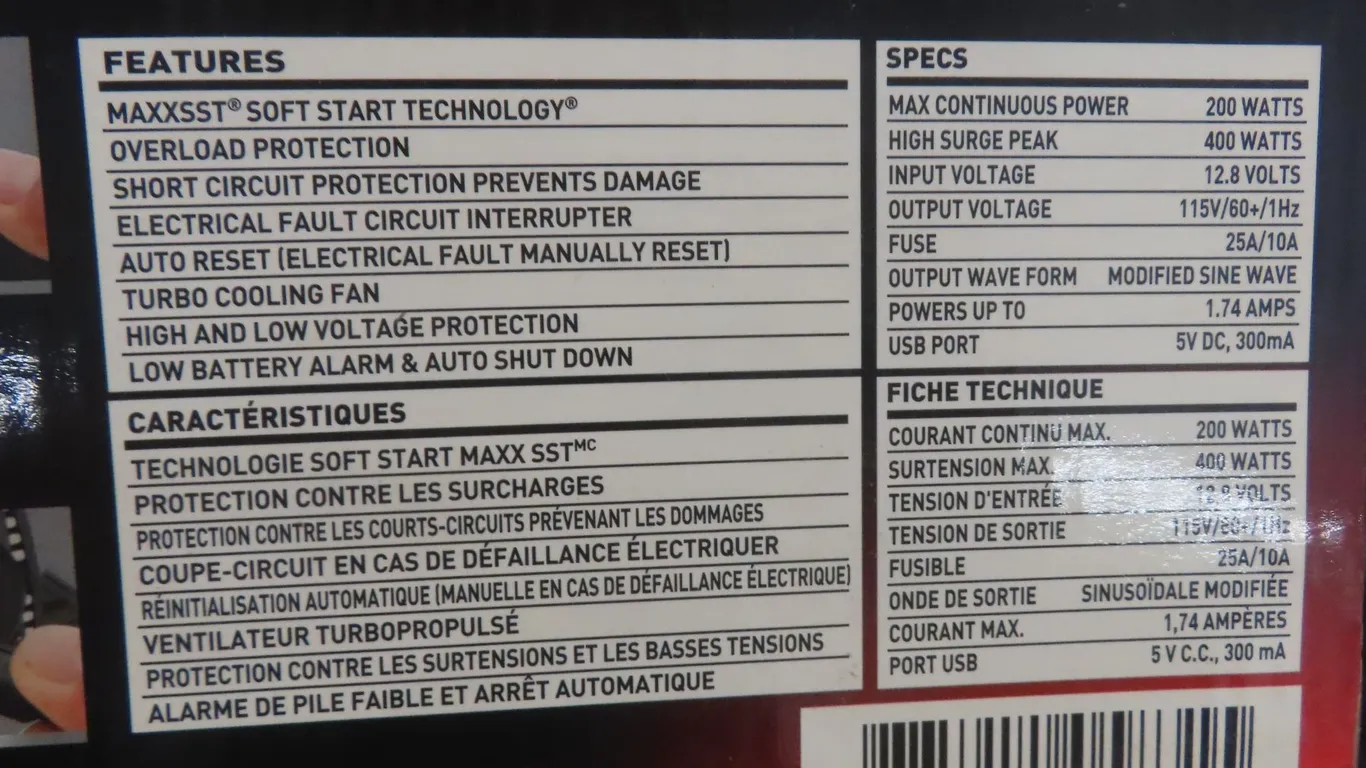 FEATURES
MAXXSST® SOFT START TECHNOLOGY®
OVERLOAD PROTECTION
SHORT CIRCUIT PROTECTION PREVENTS DAMAGE
ELECTRICAL FAULT CIRCUIT INTERRUPTER
AUTO RESET (ELECTRICAL FAULT MANUALLY RESET)
TURBO COOLING FAN
HIGH AND LOW VOLTAGE PROTECTION
LOW BATTERY ALARM & AUTO SHUT DOWN
CARACTÉRISTIQUES
TECHNOLOGIE SOFT START MAXX SSTᴹᶜ
PROTECTION CONTRE LES SURCHARGES
PROTECTION CONTRE LES COURTS-CIRCUITS PRÉVENANT LES DOMMAGES
COUPE-CIRCUIT EN CAS DE DÉFAILLANCE ÉLECTRIQUER
RÉINITIALISATION AUTOMATIQUE (MANUELLE EN CAS DE DÉFAILLANCE ÉLECTRIQUE)
VENTILATEUR TURBOPROPULSÉ
PROTECTION CONTRE LES SURTENSIONS ET LES BASSES TENSIONS
ALARME DE PILE FAIBLE ET ARRÊT AUTOMATIQUE
SPECS
MAX CONTINUOUS POWER 200 WATTS
HIGH SURGE PEAK 400 WATTS
INPUT VOLTAGE 12.8 VOLTS
OUTPUT VOLTAGE 115V/60+/1Hz
FUSE 25A/10A
OUTPUT WAVE FORM MODIFIED SINE WAVE
POWERS UP TO 1.74 AMPS
USB PORT 5V DC, 300mA
FICHE TECHNIQUE
COURANT CONTINU MAX. 200 WATTS
SURTENSION MAX. 400 WATTS
TENSION D'ENTRÉE 12.8 VOLTS
TENSION DE SORTIE 115V/60+/1Hz
FUSIBLE 25A/10A
ONDE DE SORTIE SINUSOÏDALE MODIFIÉE
COURANT MAX. 1,74 AMPÈRES
PORT USB 5 V C.C., 300 mA